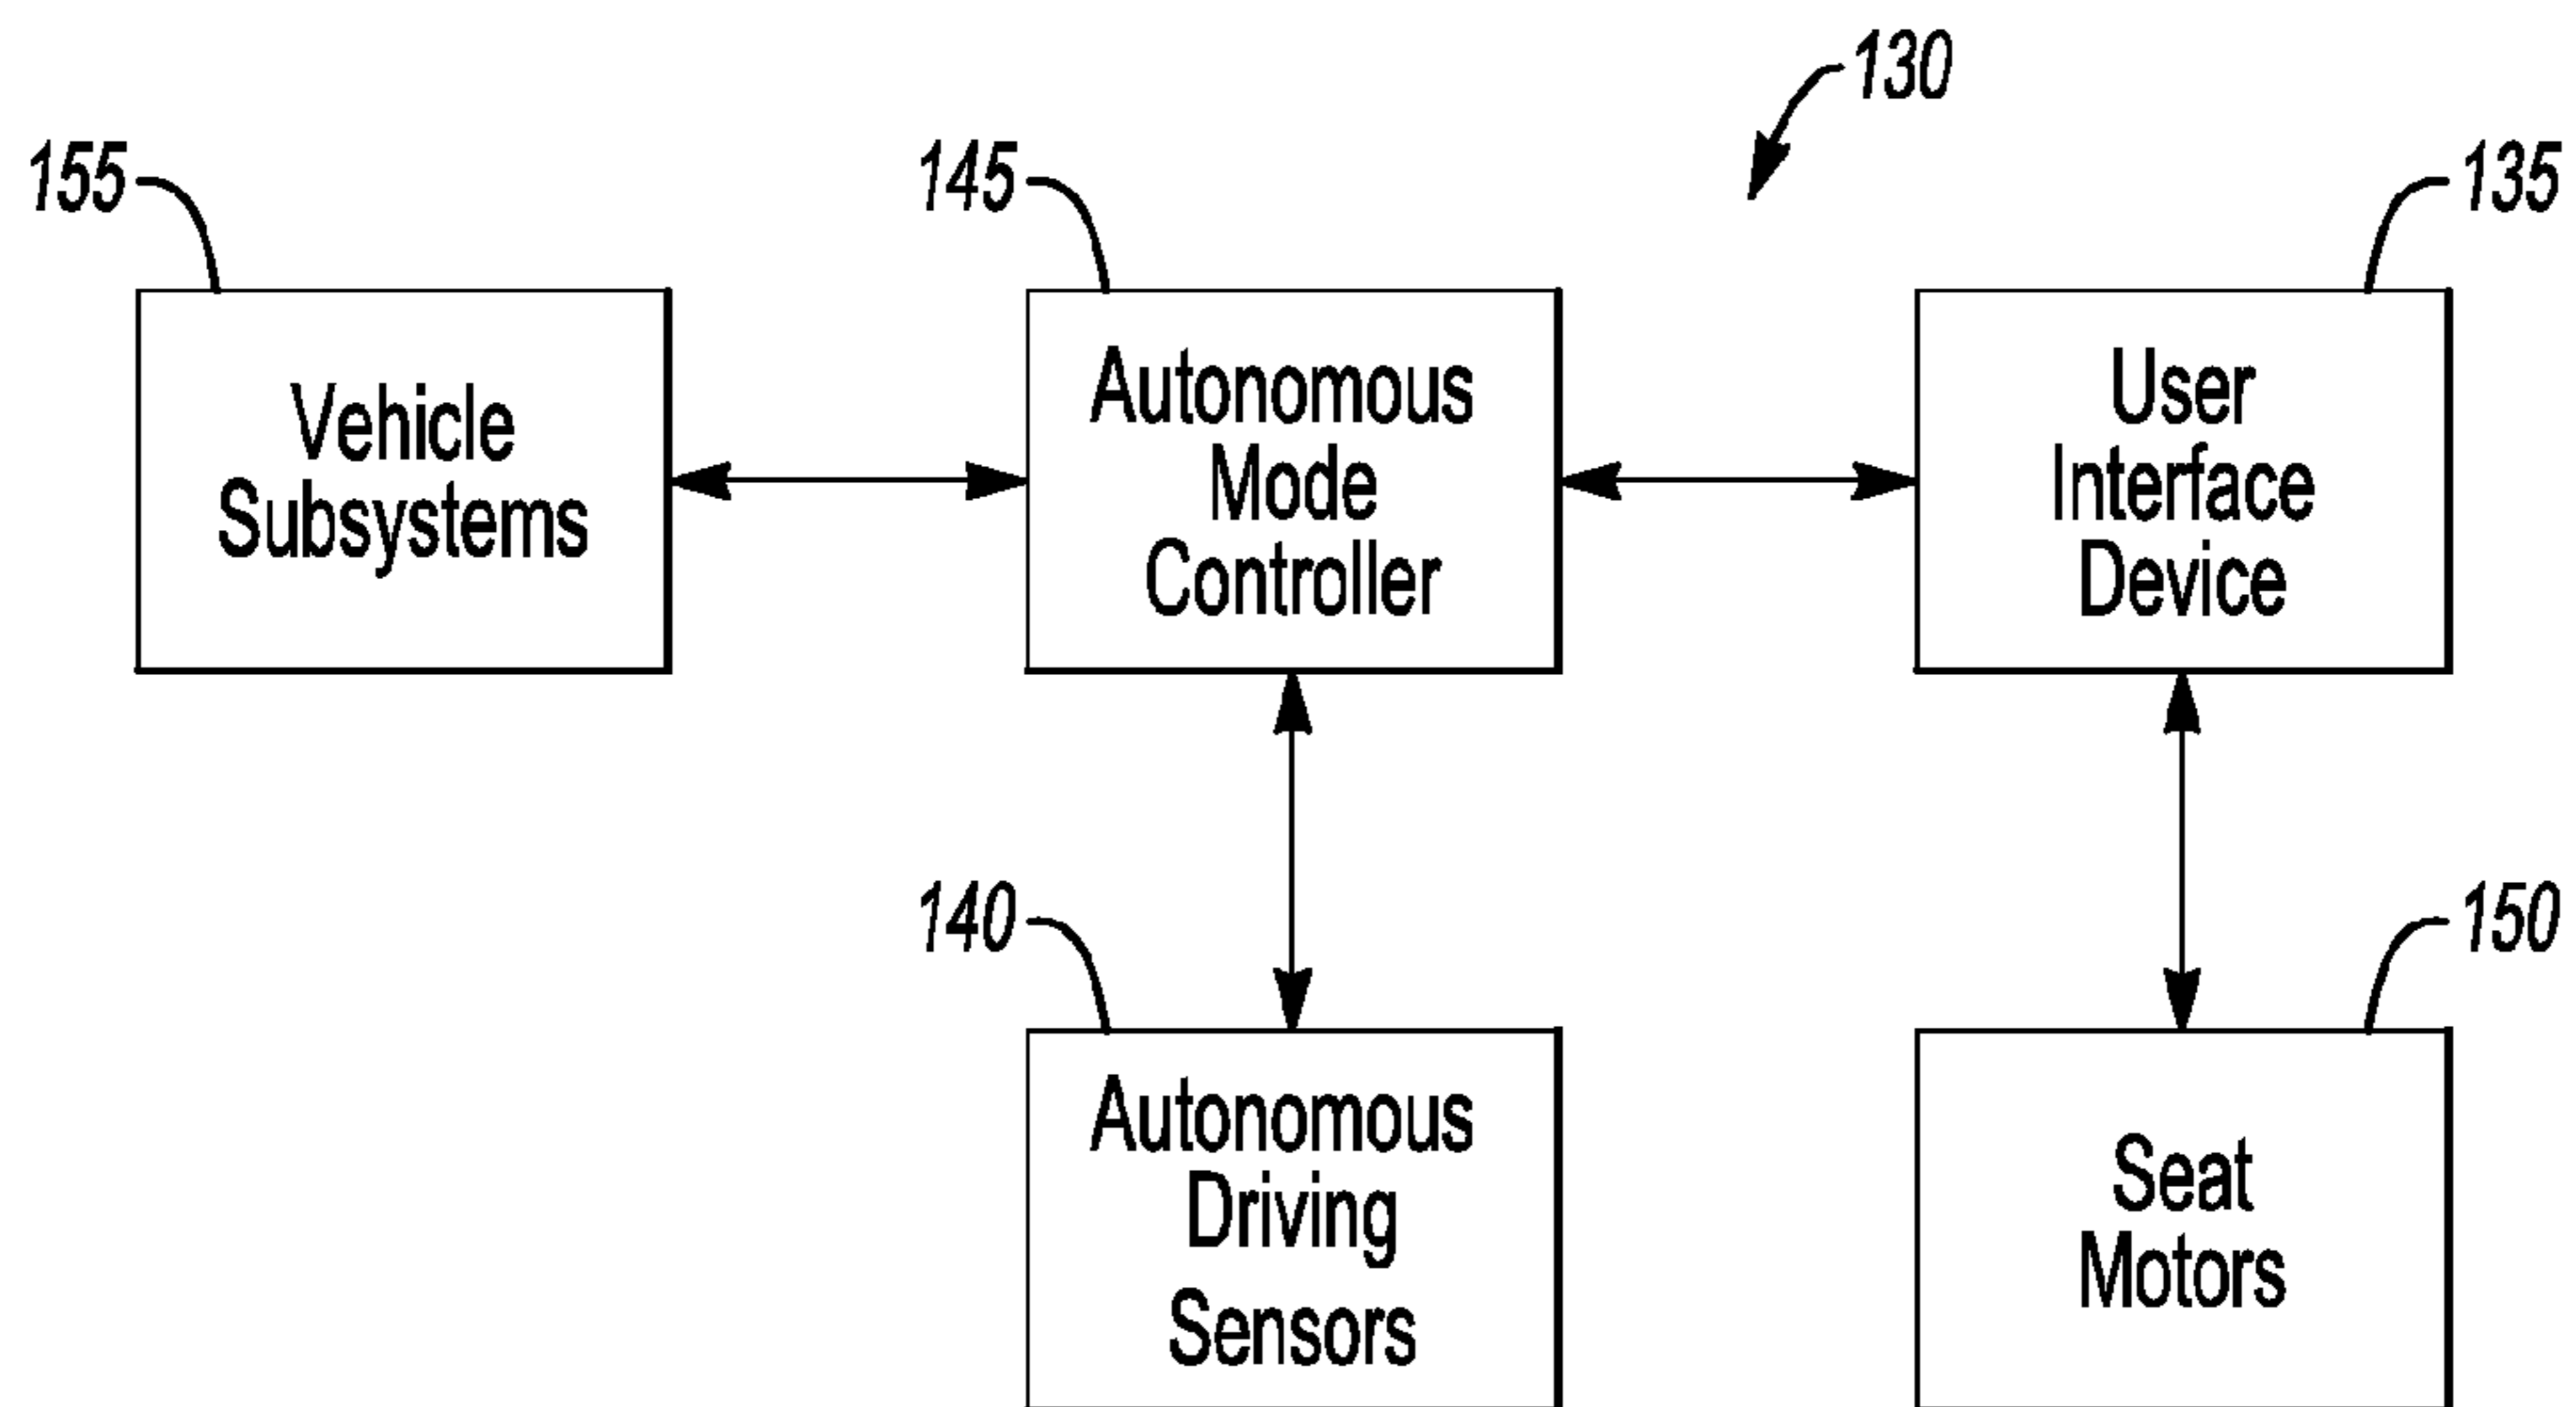 130
155
145
135
Vehicle
Subsystems
Autonomous
Mode
Controller
User
Interface
Device
140
150
Autonomous
Driving
Sensors
Seat
Motors